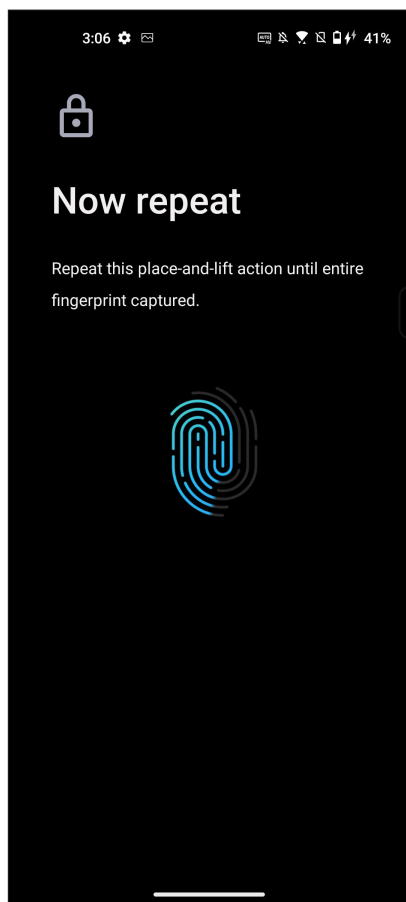 3:06 41%
Now repeat
Repeat this place-and-lift action until entire
fingerprint captured.